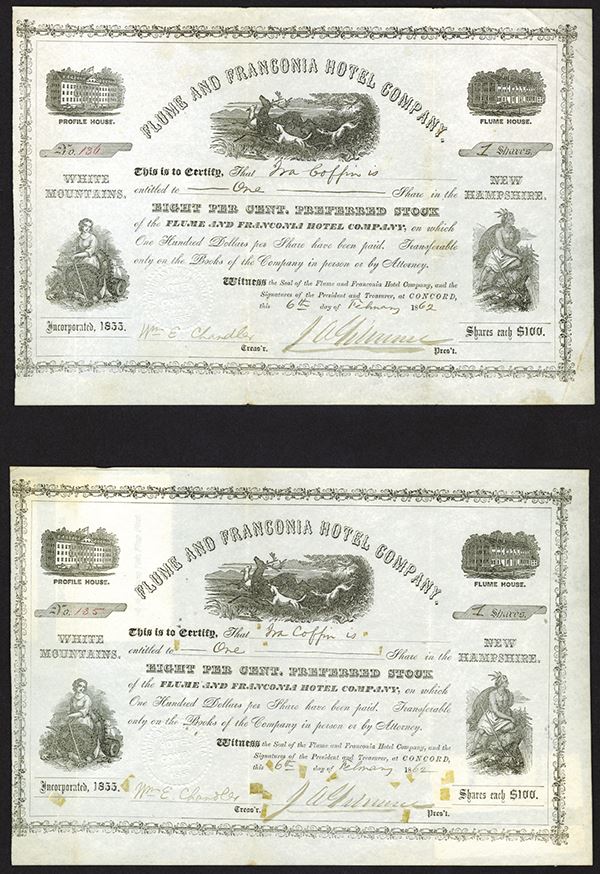 FLUME AND FRANCONIA HOTEL COMPANY.
PROFILE HOUSE.
FLUME HOUSE.
No. 136
1 Shares.
WHITE MOUNTAINS.
NEW HAMPSHIRE.
This is to Certify, That Ira Coffin is
entitled to One Share in the
EIGHT PER CENT. PREFERRED STOCK
of the FLUME AND FRANCONIA HOTEL COMPANY, on which
One Hundred Dollars per Share have been paid. Transferable
only on the Books of the Company in person or by Attorney.
Witness the Seal of the Flume and Franconia Hotel Company, and the
Signatures of the President and Treasurer, at CONCORD,
this 6th day of February 1862
Incorporated, 1853.
Wm E. Chandler
Treas'r.
Pres't.
Shares each $100.
FLUME AND FRANCONIA HOTEL COMPANY.
PROFILE HOUSE.
FLUME HOUSE.
No. 135
1 Shares.
WHITE MOUNTAINS.
NEW HAMPSHIRE.
This is to Certify, That Ira Coffin is
entitled to One Share in the
EIGHT PER CENT. PREFERRED STOCK
of the FLUME AND FRANCONIA HOTEL COMPANY, on which
One Hundred Dollars per Share have been paid. Transferable
only on the Books of the Company in person or by Attorney.
Witness the Seal of the Flume and Franconia Hotel Company, and the
Signatures of the President and Treasurer, at CONCORD,
this 6th day of February 1862
Incorporated, 1853.
Wm E. Chandler
Treas'r.
Pres't.
Shares each $100.